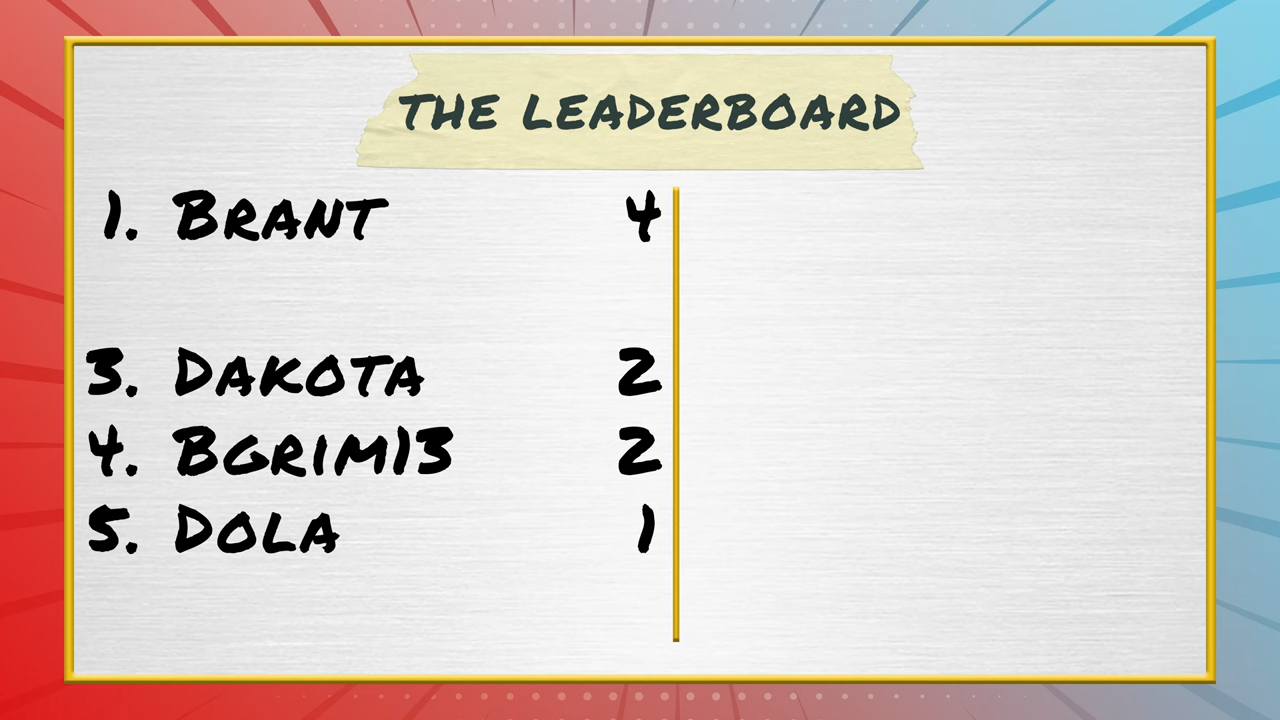 THE LEADERBOARD
1. BRANT 4
3. DAKOTA 2
4. BGRIM13 2
5. DOLA 1